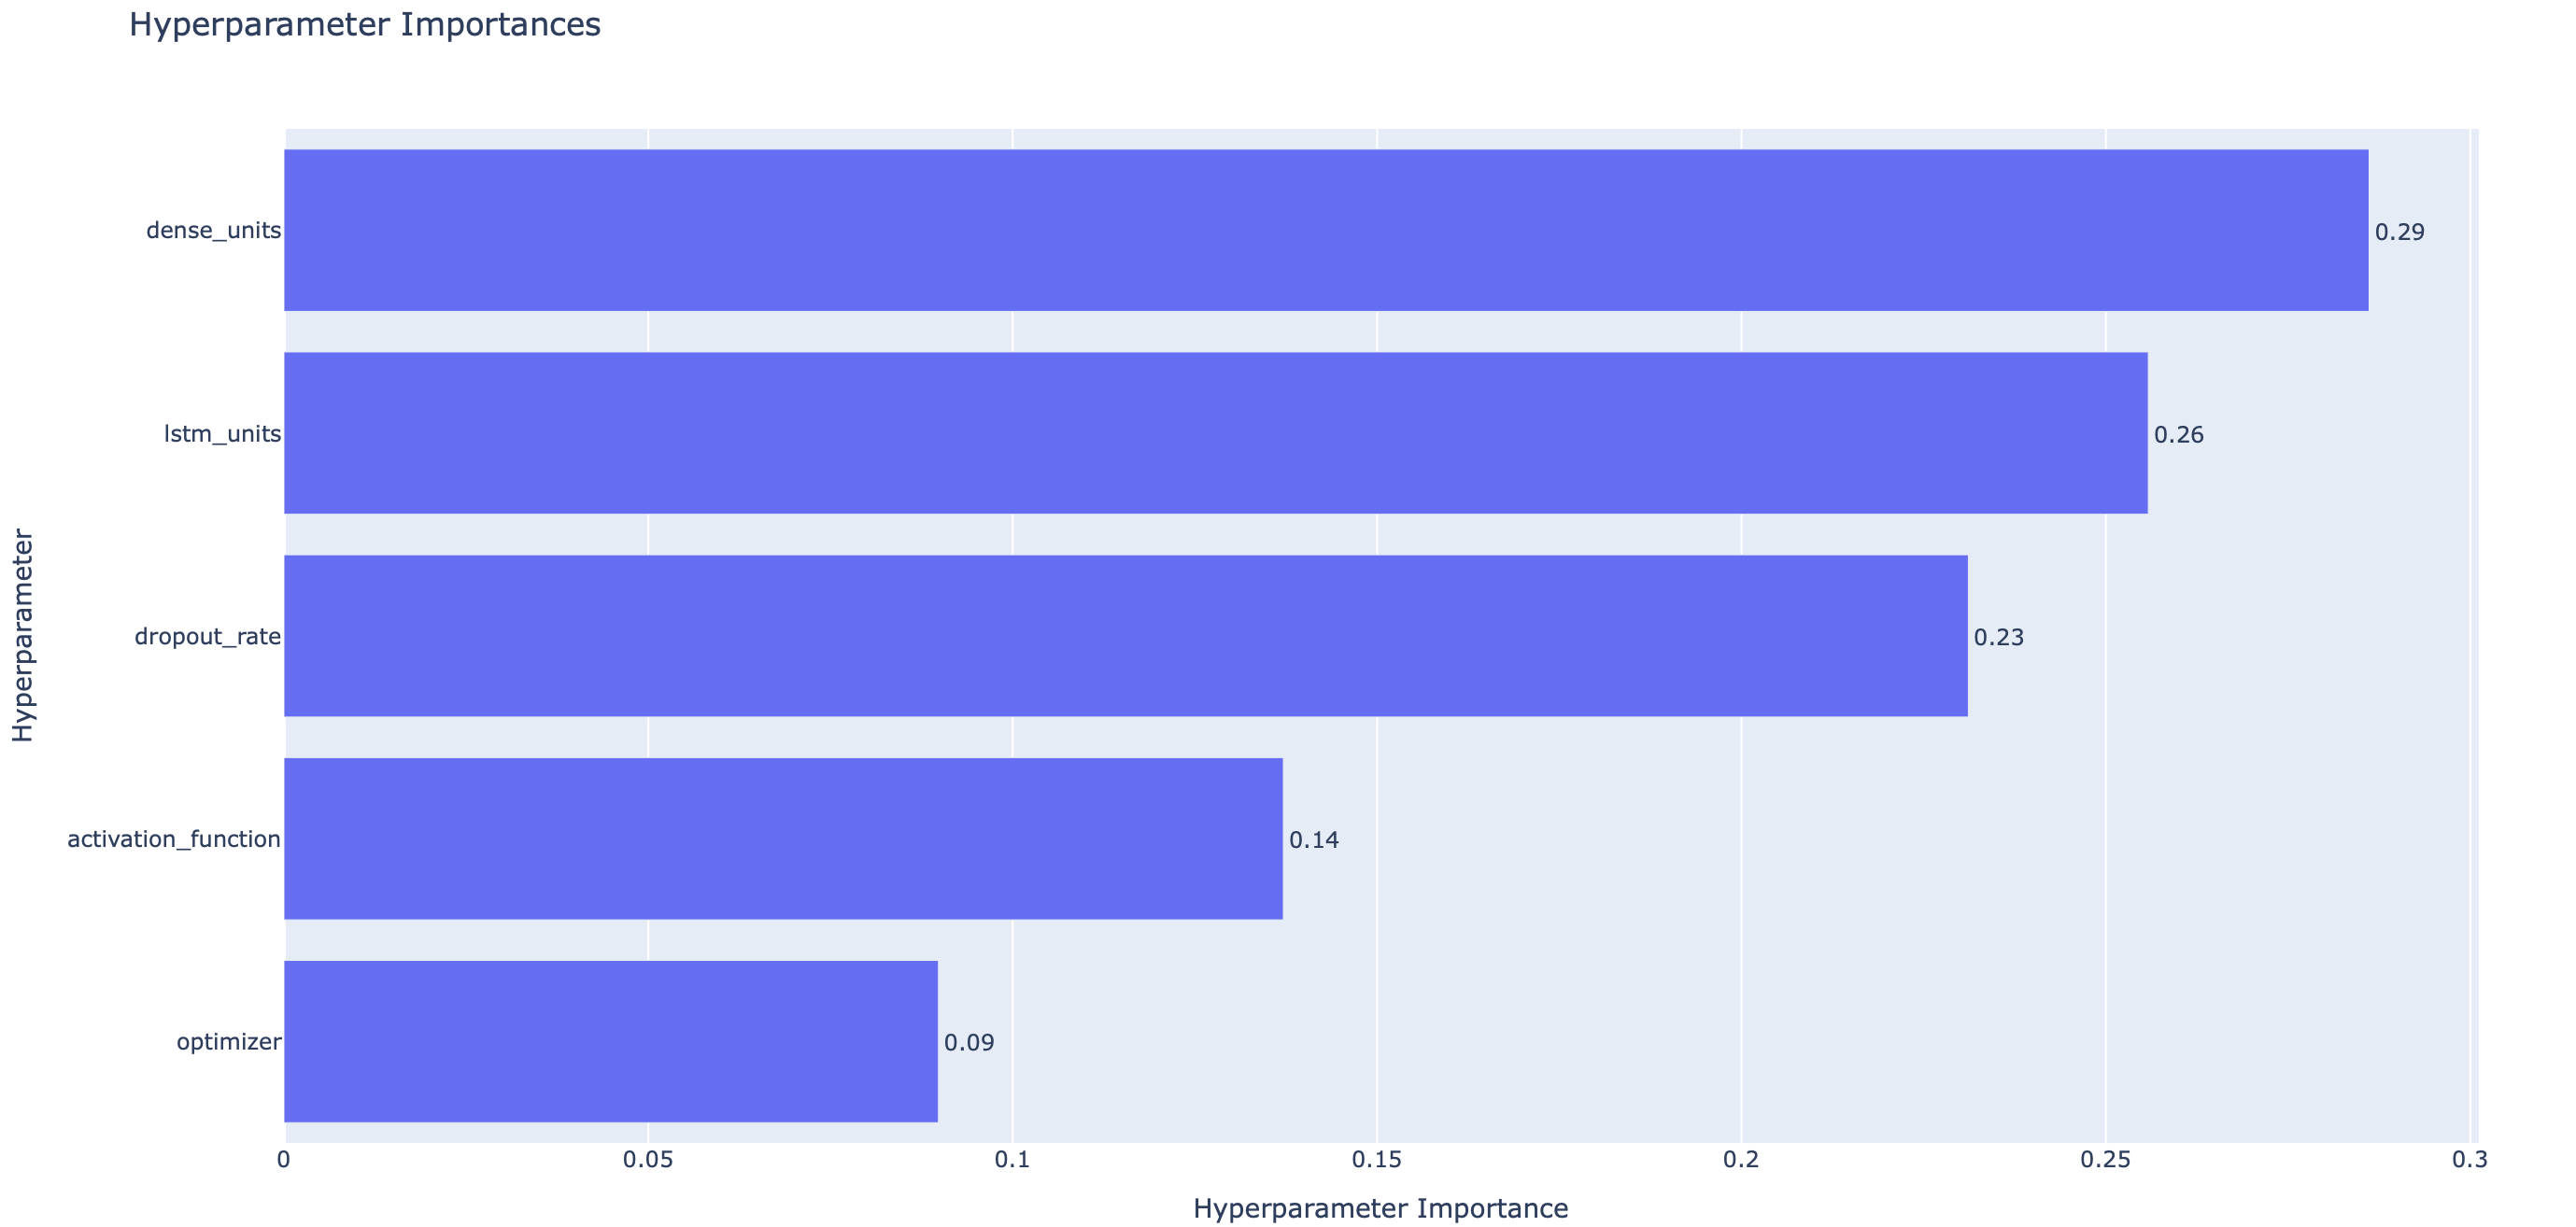 Hyperparameter Importances
Hyperparameter
dense_units
0.29
lstm_units
0.26
dropout_rate
0.23
activation_function
0.14
optimizer
0.09
0
0.05
0.1
0.15
0.2
0.25
0.3
Hyperparameter Importance